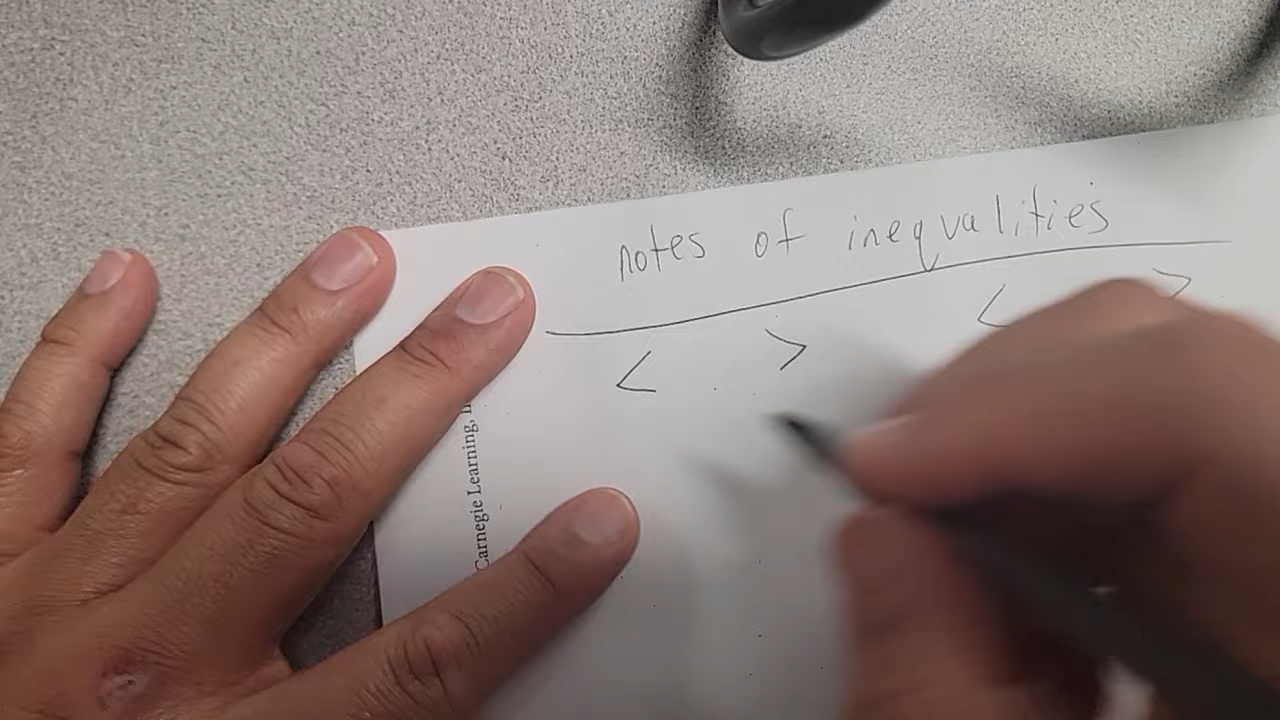 notes of inequalities
< > < >
Carnegie Learning,